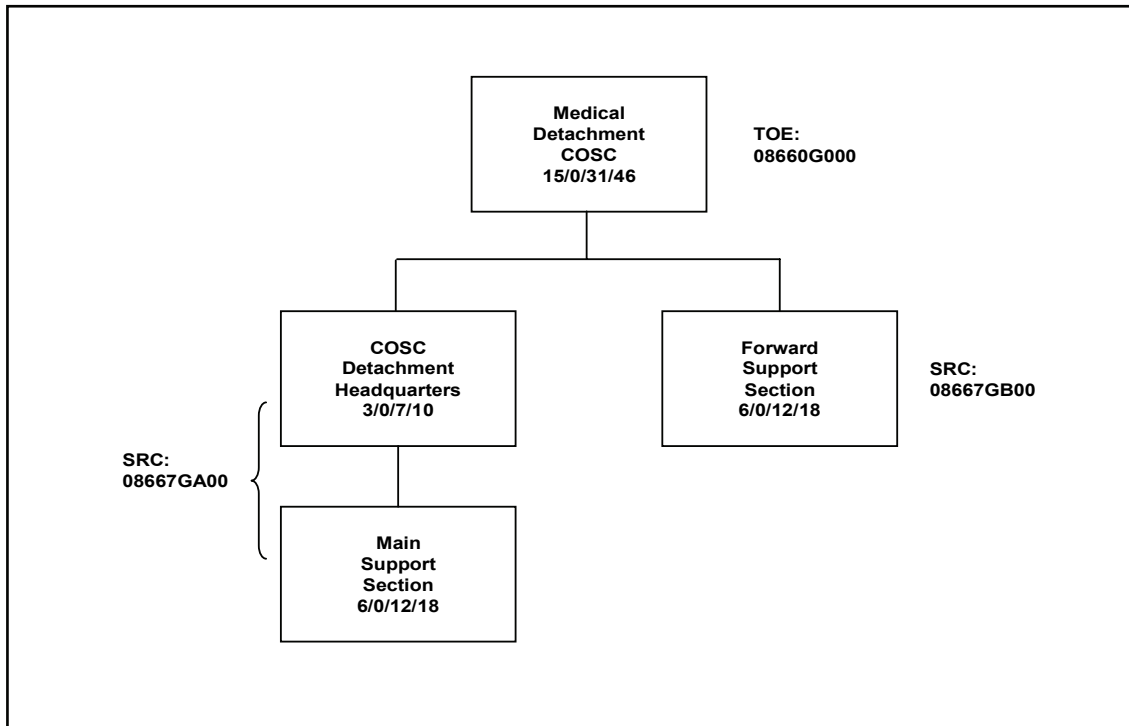 Medical
Detachment
COSC
15/0/31/46
TOE:
08660G000
COSC
Detachment
Headquarters
3/0/7/10
Forward
Support
Section
6/0/12/18
SRC:
08667GB00
SRC:
08667GA00
Main
Support
Section
6/0/12/18